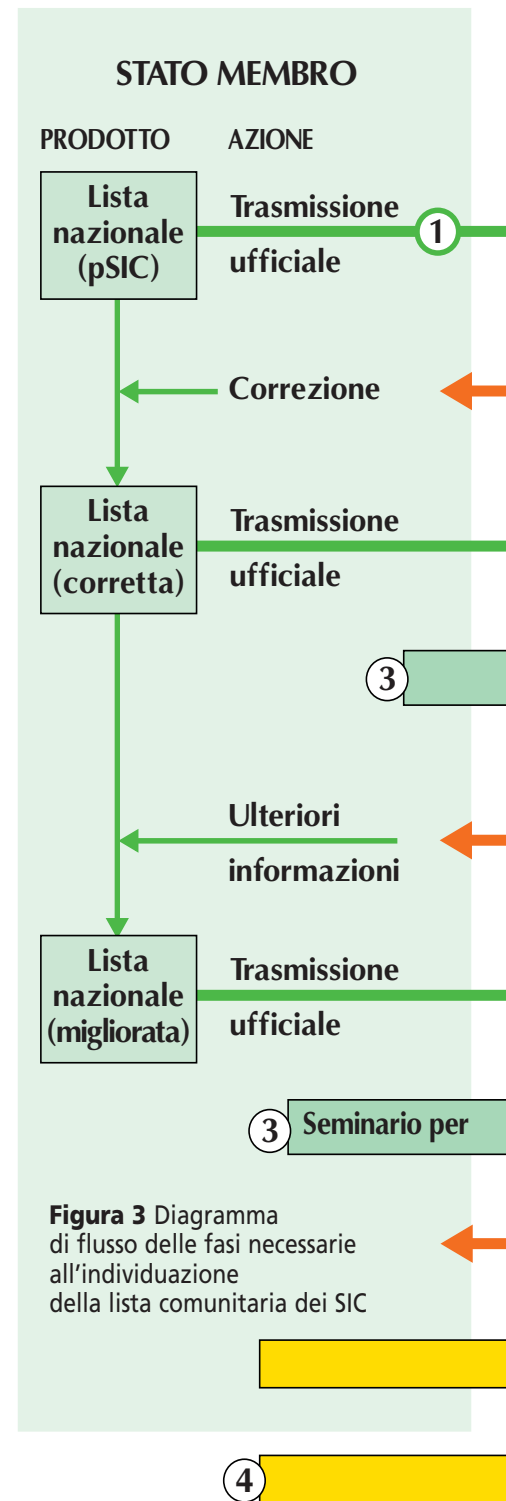 STATO MEMBRO
PRODOTTO AZIONE
Lista
nazionale
(pSIC)
Trasmissione
ufficiale
1
Correzione
Lista
nazionale
(corretta)
Trasmissione
ufficiale
3
Ulteriori
informazioni
Lista
nazionale
(migliorata)
Trasmissione
ufficiale
3 Seminario per
Figura 3 Diagramma
di flusso delle fasi necessarie
all'individuazione
della lista comunitaria dei SIC
4